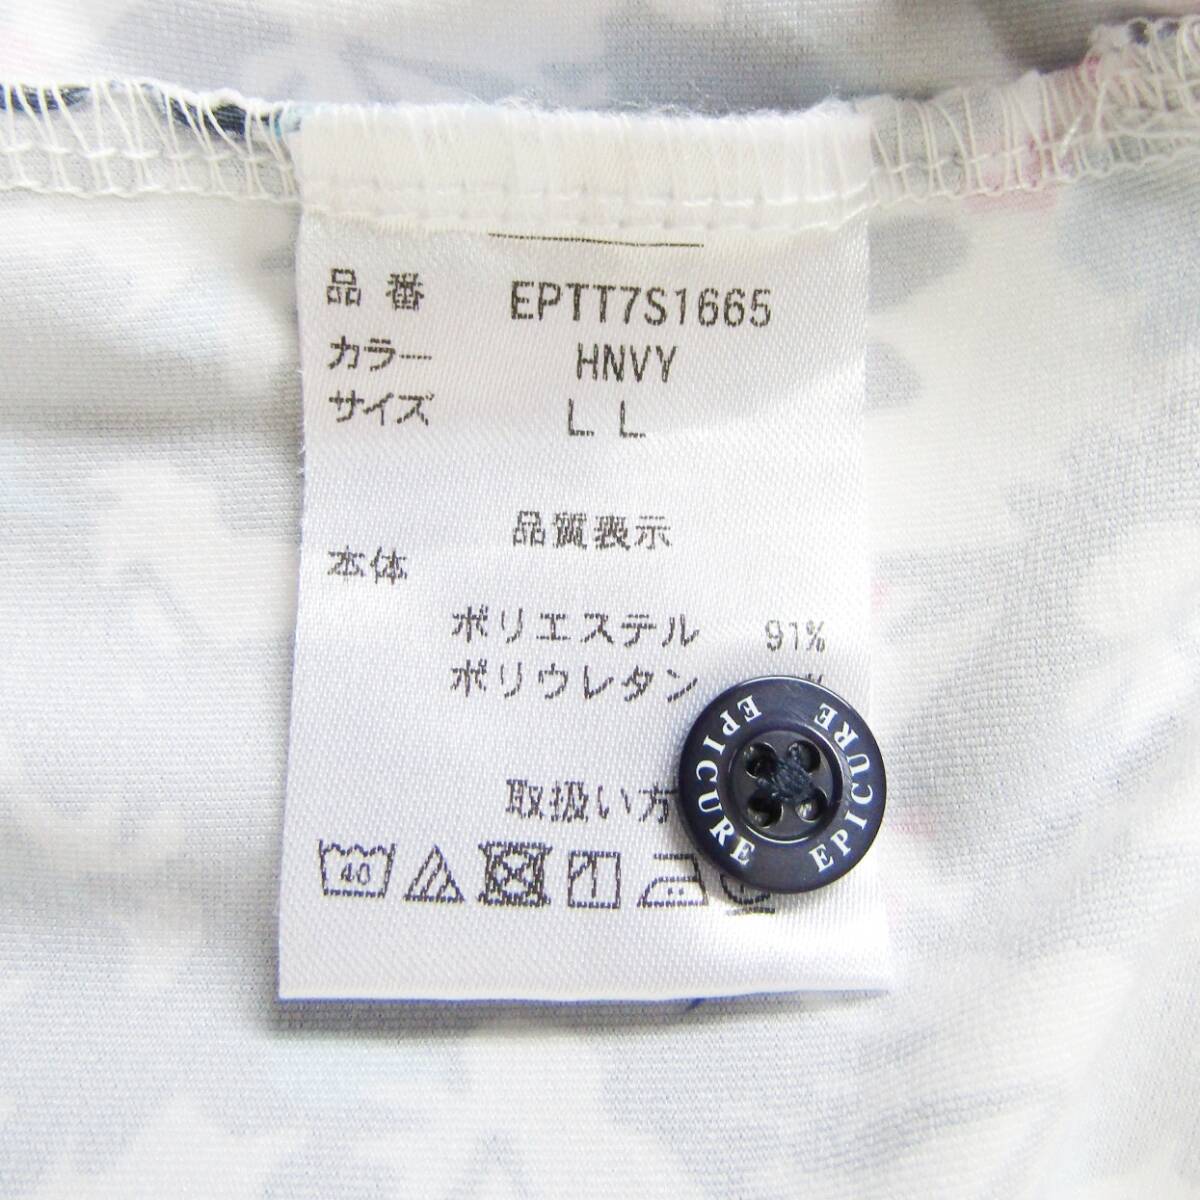 品番 EPTT7S1665
カラー HNVY
サイズ LL
品質表示
本体
ポリエステル 91%
ポリウレタン
取扱い方
40
EPICURE EPICURE